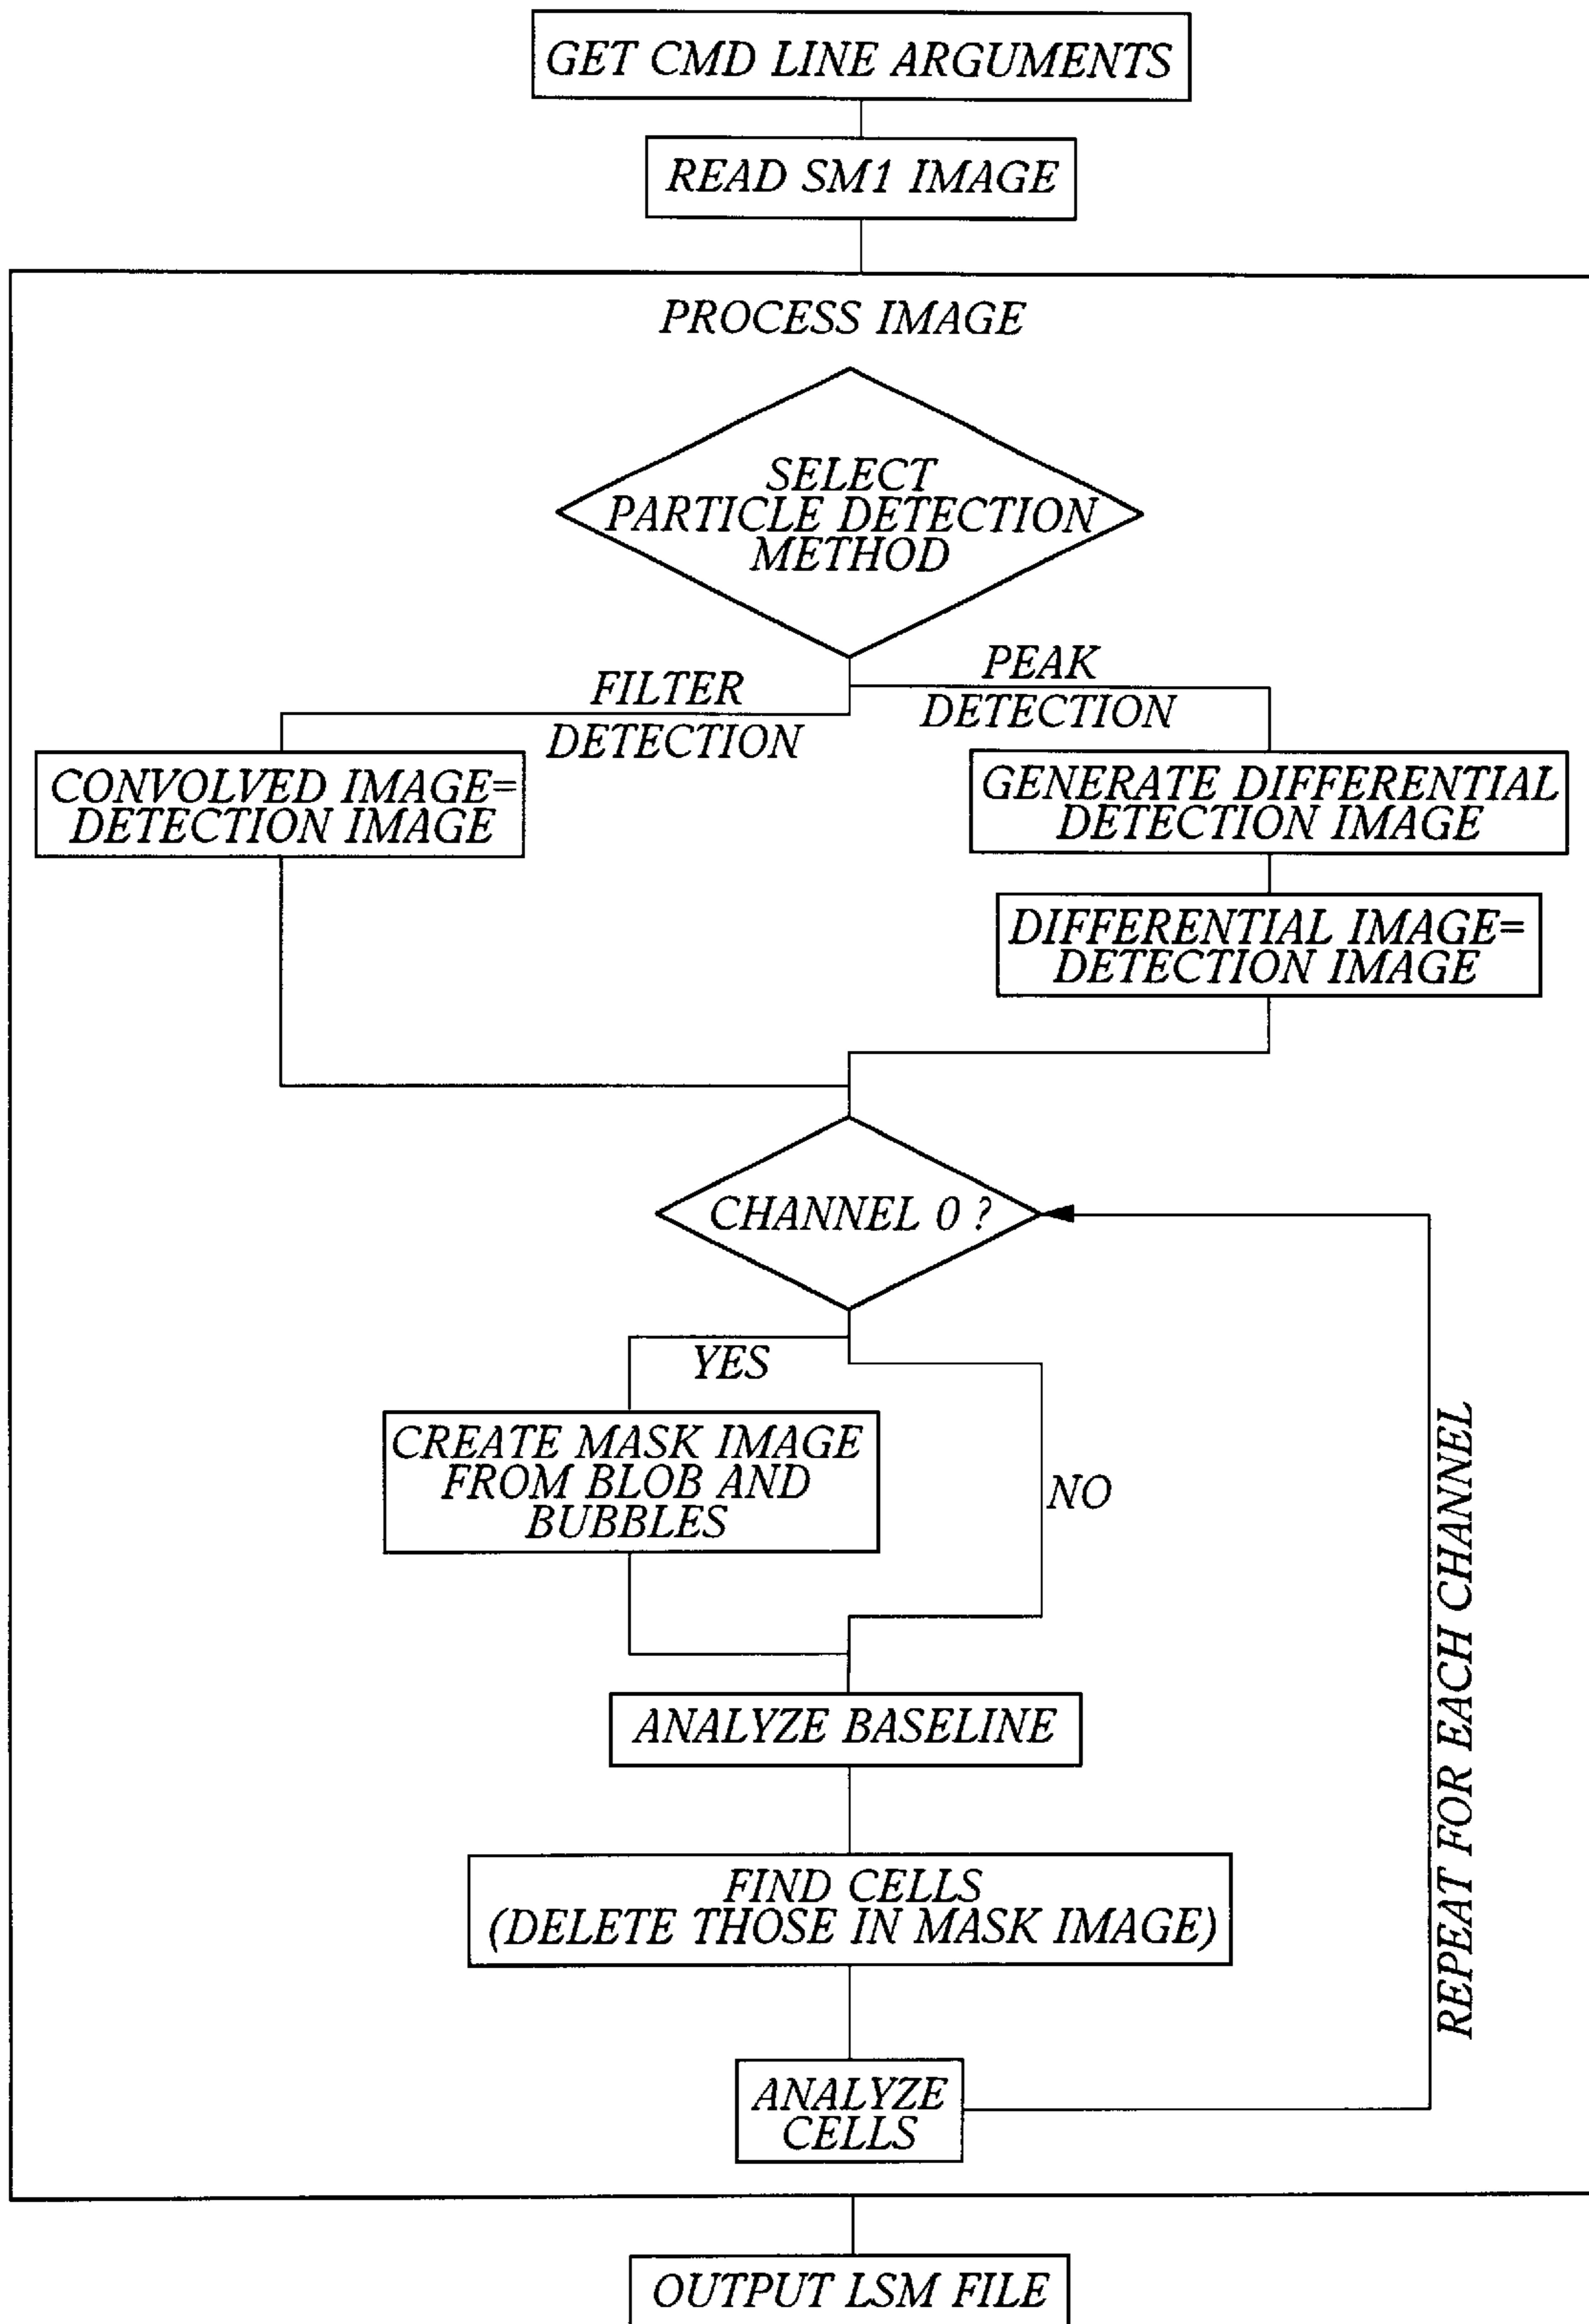 GET CMD LINE ARGUMENTS
READ SM1 IMAGE
PROCESS IMAGE
SELECT
PARTICLE DETECTION
METHOD
FILTER
DETECTION
PEAK
DETECTION
CONVOLVED IMAGE=
DETECTION IMAGE
GENERATE DIFFERENTIAL
DETECTION IMAGE
DIFFERENTIAL IMAGE=
DETECTION IMAGE
CHANNEL 0 ?
YES
NO
CREATE MASK IMAGE
FROM BLOB AND
BUBBLES
ANALYZE BASELINE
FIND CELLS
(DELETE THOSE IN MASK IMAGE)
ANALYZE
CELLS
REPEAT FOR EACH CHANNEL
OUTPUT LSM FILE